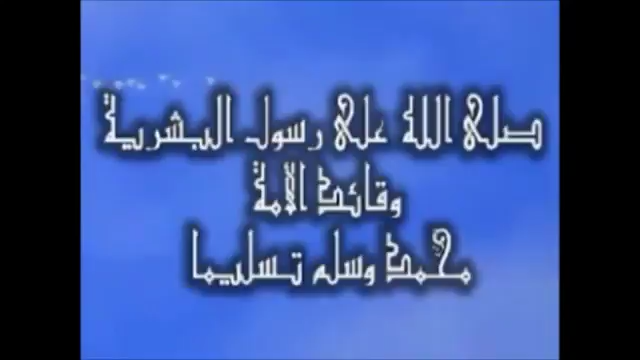 صلى الله على رسول البشرية
وقائد الأمة
محمد وسلم تسليما